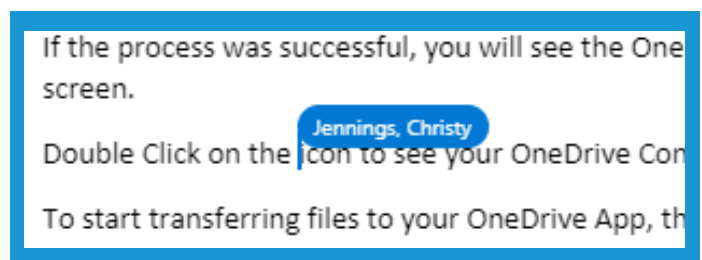 If the process was successful, you will see the One
screen.
Jennings, Christy
Double Click on the icon to see your OneDrive Con
To start transferring files to your OneDrive App, th